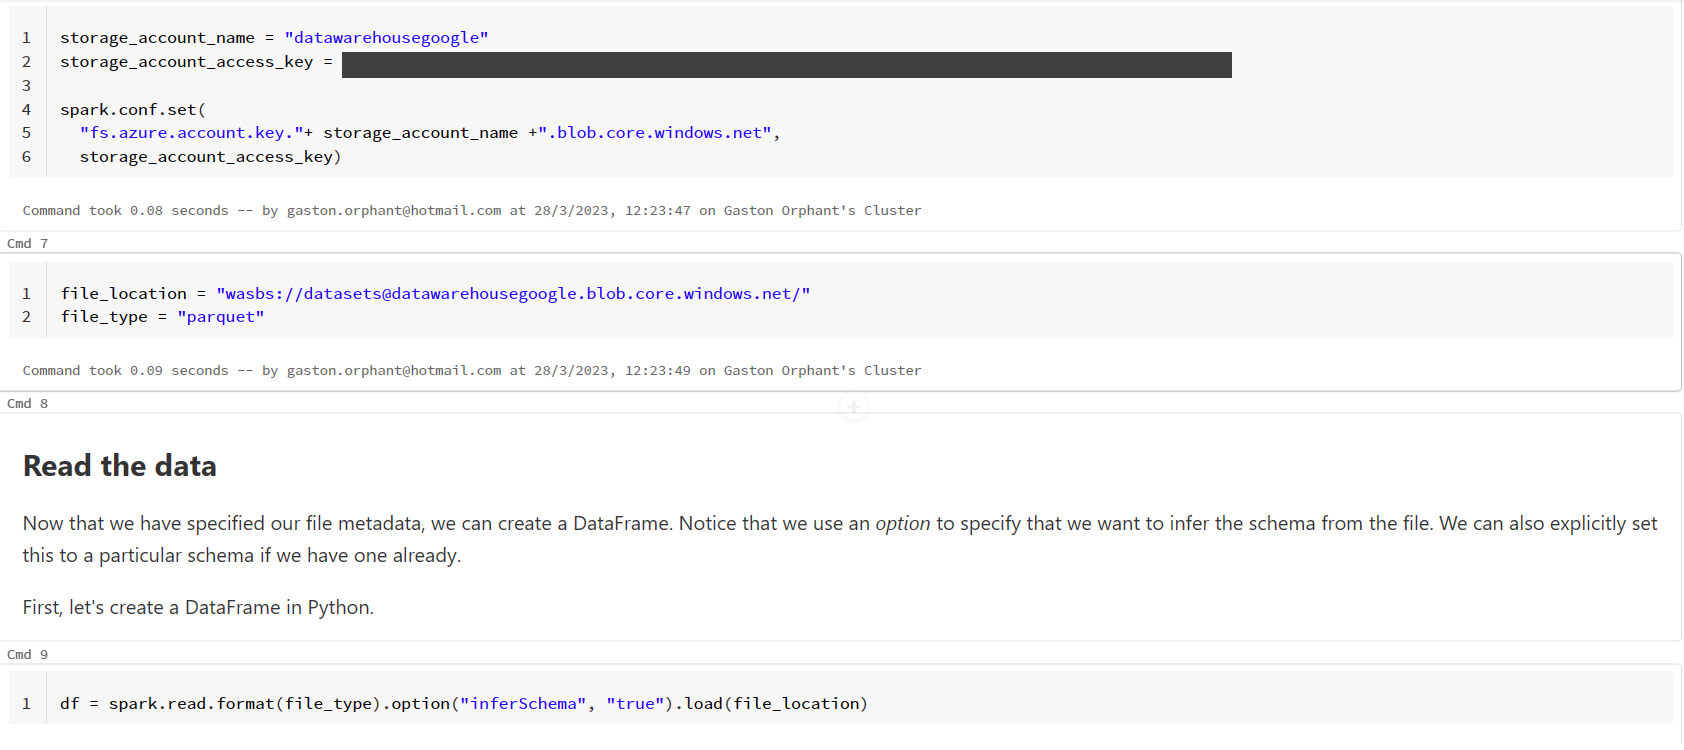 1 storage_account_name = "datawarehousegoogle"
2 storage_account_access_key =
3
4 spark.conf.set(
5 "fs.azure.account.key."+ storage_account_name +".blob.core.windows.net",
6 storage_account_access_key)
Command took 0.08 seconds -- by gaston.orphant@hotmail.com at 28/3/2023, 12:23:47 on Gaston Orphant's Cluster
Cmd 7
1 file_location = "wasbs://datasets@datawarehousegoogle.blob.core.windows.net/"
2 file_type = "parquet"
Command took 0.09 seconds -- by gaston.orphant@hotmail.com at 28/3/2023, 12:23:49 on Gaston Orphant's Cluster
Cmd 8
Read the data
Now that we have specified our file metadata, we can create a DataFrame. Notice that we use an option to specify that we want to infer the schema from the file. We can also explicitly set
this to a particular schema if we have one already.
First, let's create a DataFrame in Python.
Cmd 9
1 df = spark.read.format(file_type).option("inferSchema", "true").load(file_location)